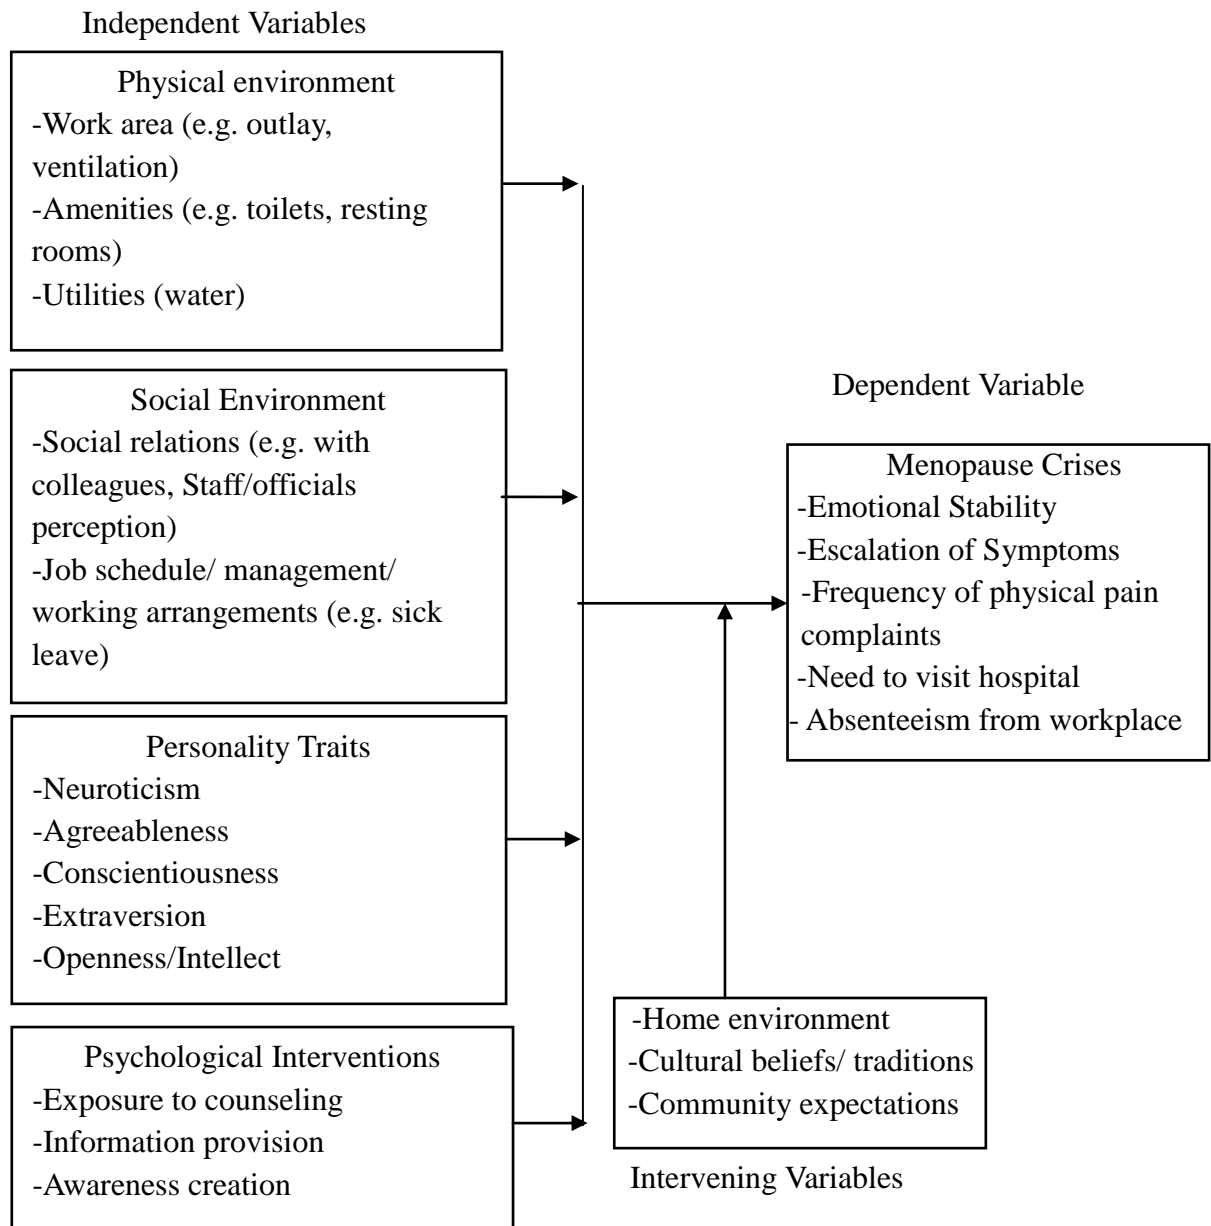 Independent Variables
Physical environment
-Work area (e.g. outlay,
ventilation)
-Amenities (e.g. toilets, resting
rooms)
-Utilities (water)
Social Environment
-Social relations (e.g. with
colleagues, Staff/officials
perception)
-Job schedule/ management/
working arrangements (e.g. sick
leave)
Personality Traits
-Neuroticism
-Agreeableness
-Conscientiousness
-Extraversion
-Openness/Intellect
Psychological Interventions
-Exposure to counseling
-Information provision
-Awareness creation
Dependent Variable
Menopause Crises
-Emotional Stability
-Escalation of Symptoms
-Frequency of physical pain
complaints
-Need to visit hospital
- Absenteeism from workplace
-Home environment
-Cultural beliefs/ traditions
-Community expectations
Intervening Variables